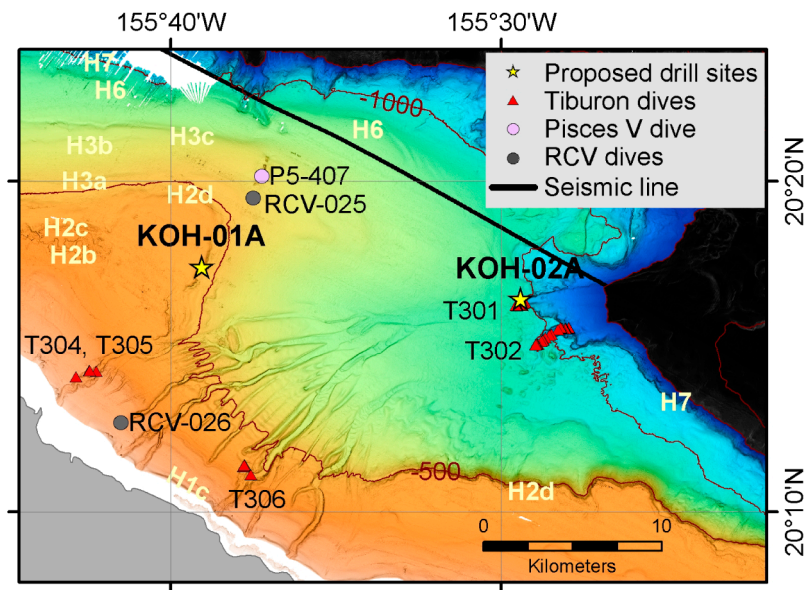 155°40'W
155°30'W
H7
H6
-1000
H6
H3c
H3b
H3a
H2d
P5-407
RCV-025
H2c
H2b
KOH-01A
KOH-02A
T301
T302
T304, T305
RCV-026
T306
H1c
-500
H2d
H7
Proposed drill sites
Tiburon dives
Pisces V dive
RCV dives
Seismic line
20°20'N
20°10'N
0
10
Kilometers